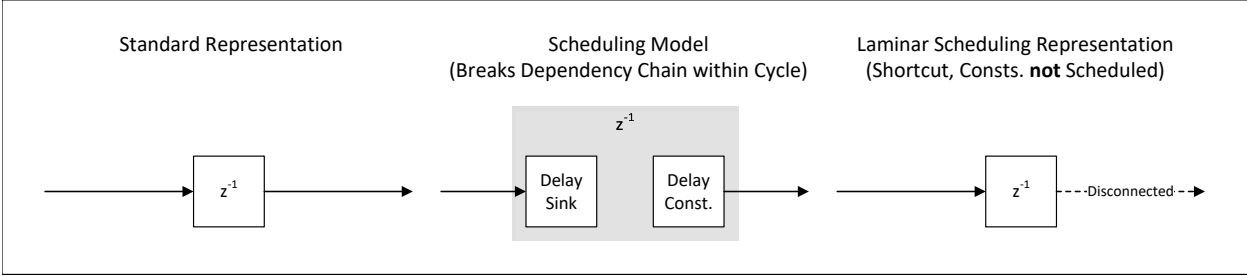 Standard Representation
Scheduling Model
(Breaks Dependency Chain within Cycle)
Laminar Scheduling Representation
(Shortcut, Consts. not Scheduled)
z⁻¹
z⁻¹
Delay
Sink
Delay
Const.
z⁻¹
Disconnected